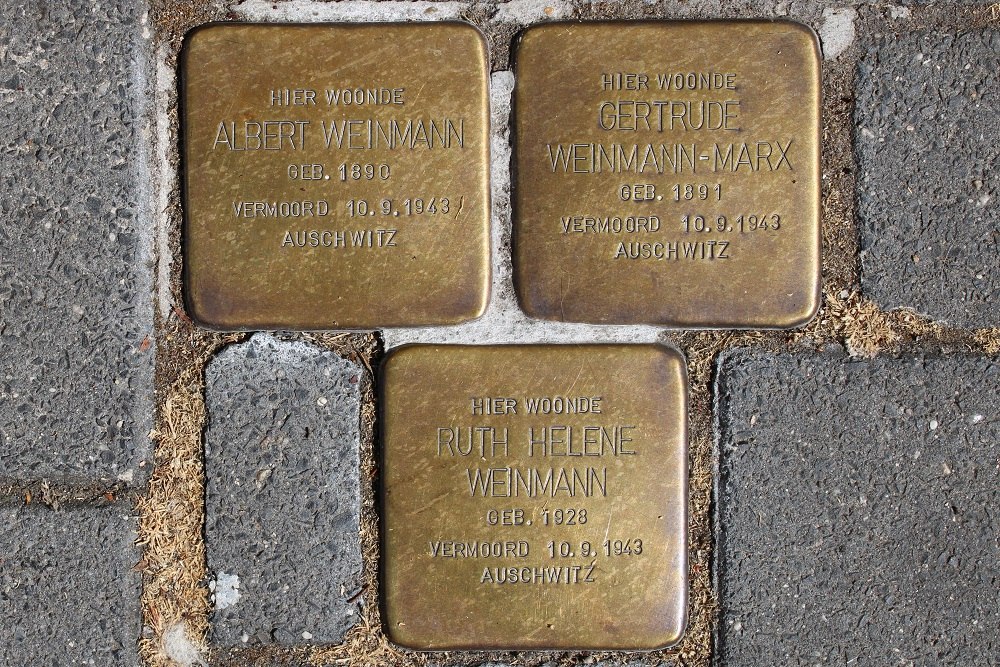 HIER WOONDE
ALBERT WEINMANN
GEB. 1890
VERMOORD 10.9.1943
AUSCHWITZ
HIER WOONDE
GERTRUDE
WEINMANN-MARX
GEB. 1891
VERMOORD 10.9.1943
AUSCHWITZ
HIER WOONDE
RUTH HELENE
WEINMANN
GEB. 1928
VERMOORD 10.9.1943
AUSCHWITZ